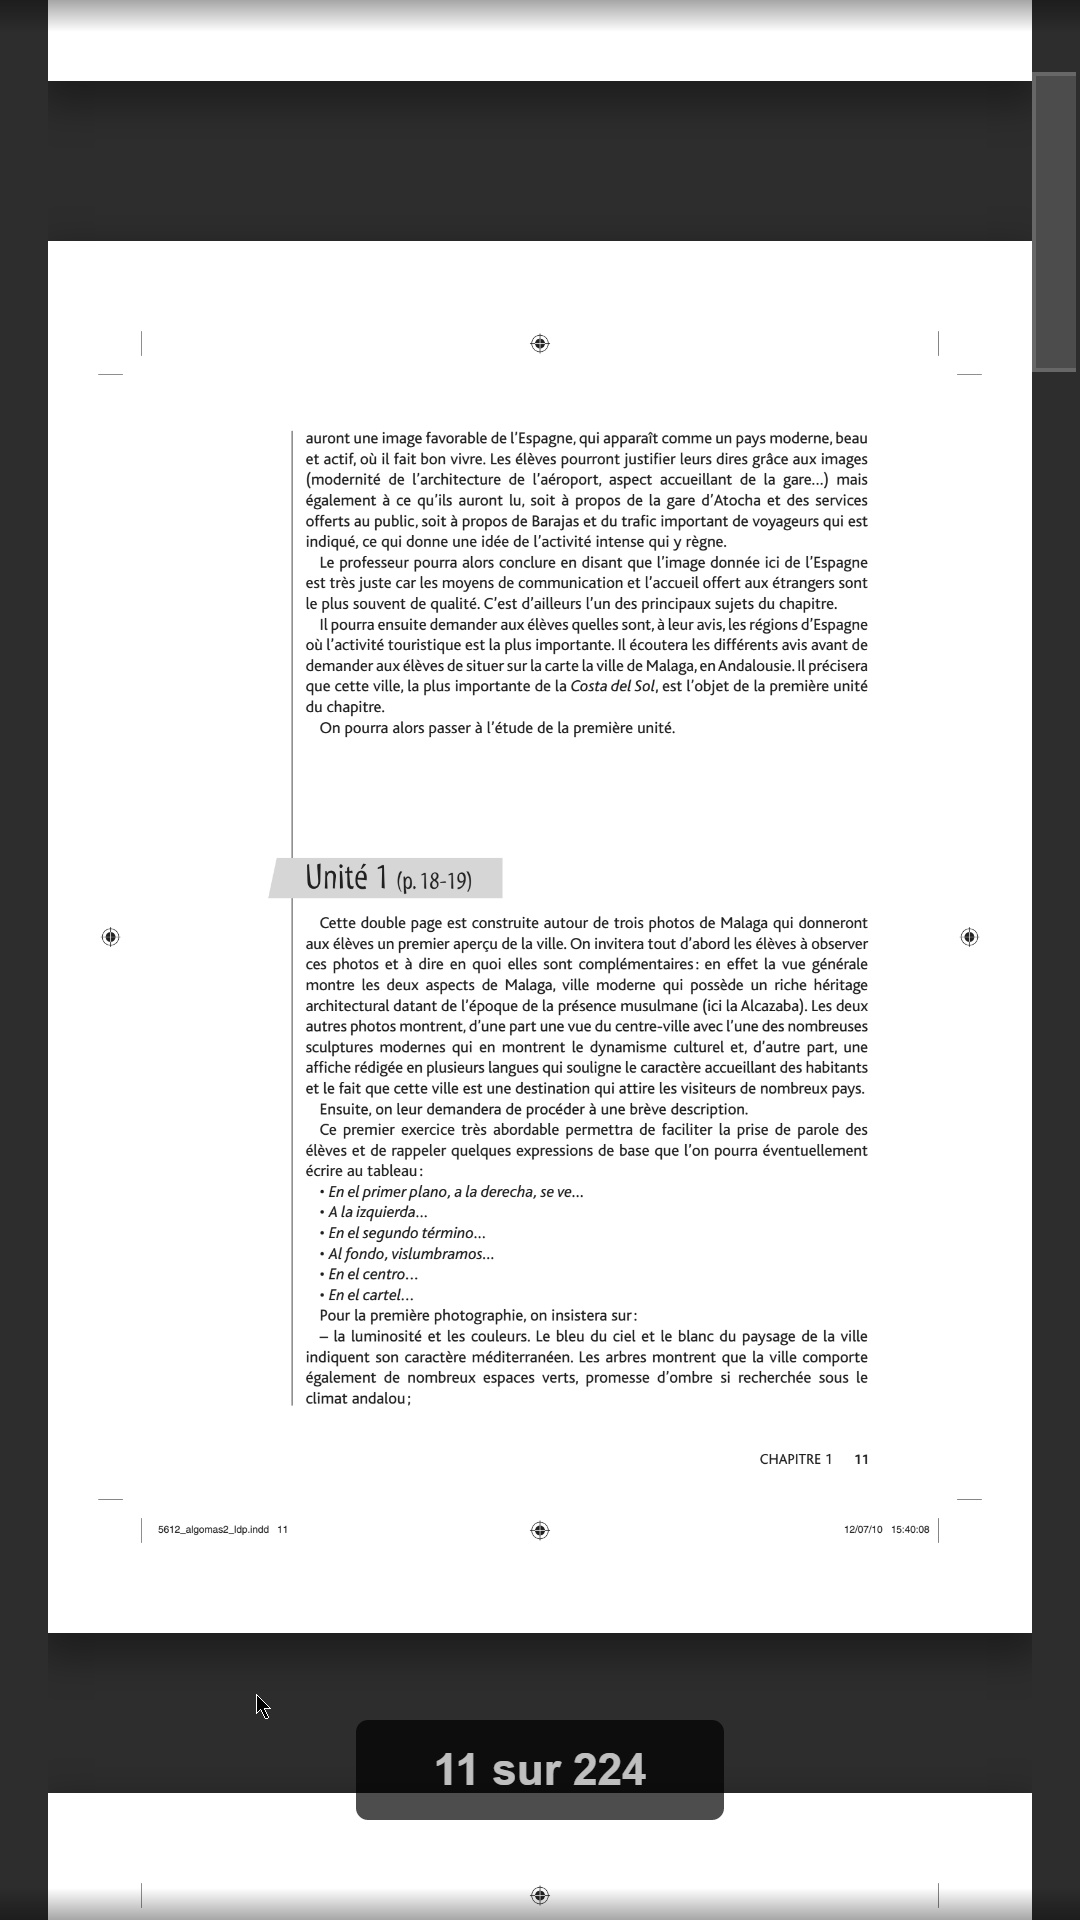 auront une image favorable de l'Espagne, qui apparaît comme un pays moderne, beau
et actif, où il fait bon vivre. Les élèves pourront justifier leurs dires grâce aux images
(modernité de l'architecture de l'aéroport, aspect accueillant de la gare...) mais
également à ce qu'ils auront lu, soit à propos de la gare d'Atocha et des services
offerts au public, soit à propos de Barajas et du trafic important de voyageurs qui est
indiqué, ce qui donne une idée de l'activité intense qui y règne.
Le professeur pourra alors conclure en disant que l'image donnée ici de l'Espagne
est très juste car les moyens de communication et l'accueil offert aux étrangers sont
le plus souvent de qualité. C'est d'ailleurs l'un des principaux sujets du chapitre.
Il pourra ensuite demander aux élèves quelles sont, à leur avis, les régions d'Espagne
où l'activité touristique est la plus importante. Il écoutera les différents avis avant de
demander aux élèves de situer sur la carte la ville de Malaga, en Andalousie. Il précisera
que cette ville, la plus importante de la Costa del Sol, est l'objet de la première unité
du chapitre.
On pourra alors passer à l'étude de la première unité.
Unité 1 (p. 18-19)
Cette double page est construite autour de trois photos de Malaga qui donneront
aux élèves un premier aperçu de la ville. On invitera tout d'abord les élèves à observer
ces photos et à dire en quoi elles sont complémentaires : en effet la vue générale
montre les deux aspects de Malaga, ville moderne qui possède un riche héritage
architectural datant de l'époque de la présence musulmane (ici la Alcazaba). Les deux
autres photos montrent, d'une part une vue du centre-ville avec l'une des nombreuses
sculptures modernes qui en montrent le dynamisme culturel et, d'autre part, une
affiche rédigée en plusieurs langues qui souligne le caractère accueillant des habitants
et le fait que cette ville est une destination qui attire les visiteurs de nombreux pays.
Ensuite, on leur demandera de procéder à une brève description.
Ce premier exercice très abordable permettra de faciliter la prise de parole des
élèves et de rappeler quelques expressions de base que l'on pourra éventuellement
écrire au tableau :
• En el primer plano, a la derecha, se ve...
• A la izquierda...
• En el segundo término...
• Al fondo, vislumbramos...
• En el centro...
• En el cartel...
Pour la première photographie, on insistera sur :
– la luminosité et les couleurs. Le bleu du ciel et le blanc du paysage de la ville
indiquent son caractère méditerranéen. Les arbres montrent que la ville comporte
également de nombreux espaces verts, promesse d'ombre si recherchée sous le
climat andalou ;
CHAPITRE 1 11
5612_algomas2_ldp.indd 11 12/07/10 15:40:08
11 sur 224